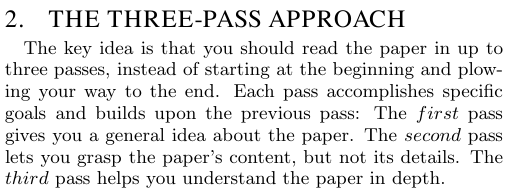 2. THE THREE-PASS APPROACH
The key idea is that you should read the paper in up to
three passes, instead of starting at the beginning and plow-
ing your way to the end. Each pass accomplishes specific
goals and builds upon the previous pass: The first pass
gives you a general idea about the paper. The second pass
lets you grasp the paper's content, but not its details. The
third pass helps you understand the paper in depth.